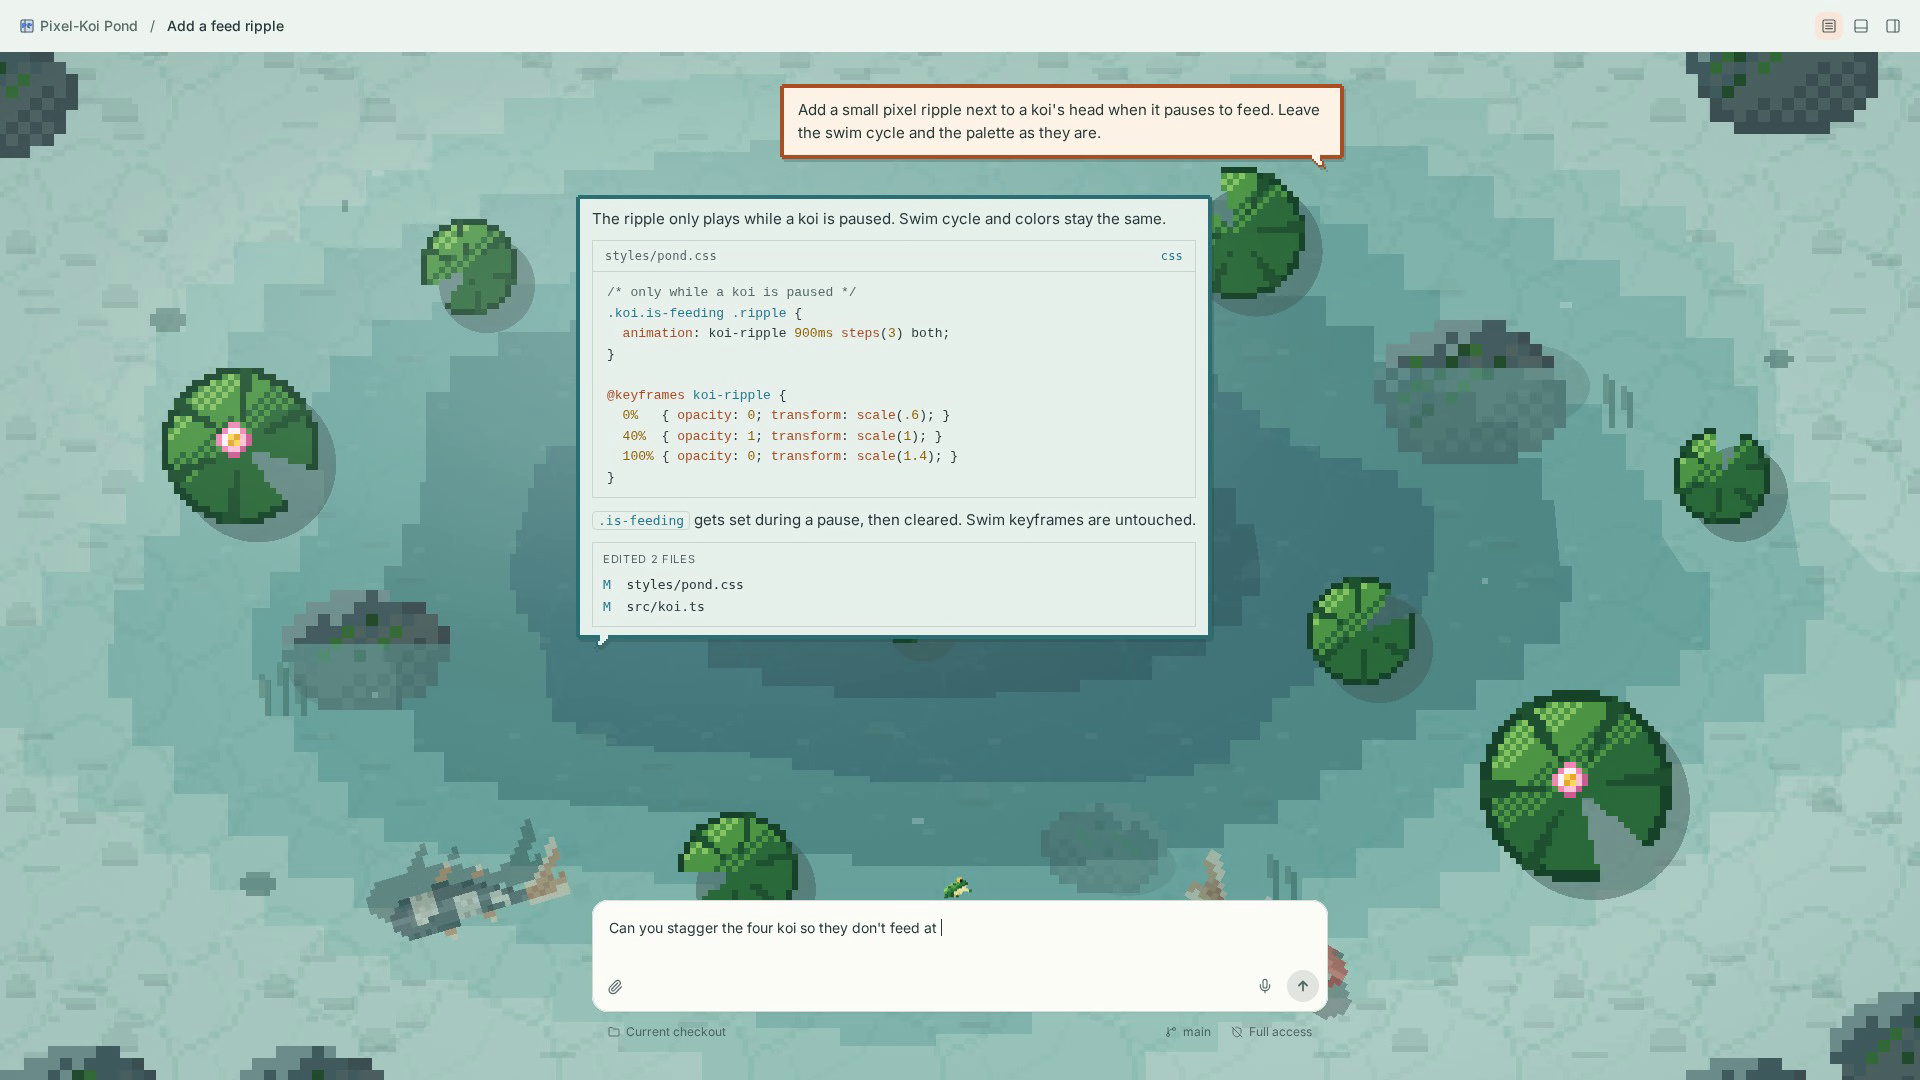 Pixel-Koi Pond / Add a feed ripple
Add a small pixel ripple next to a koi's head when it pauses to feed. Leave
the swim cycle and the palette as they are.
The ripple only plays while a koi is paused. Swim cycle and colors stay the same.
styles/pond.css css
/* only while a koi is paused */
.koi.is-feeding .ripple {
  animation: koi-ripple 900ms steps(3) both;
}
@keyframes koi-ripple {
  0%   { opacity: 0; transform: scale(.6); }
  40%  { opacity: 1; transform: scale(1); }
  100% { opacity: 0; transform: scale(1.4); }
}
.is-feeding gets set during a pause, then cleared. Swim keyframes are untouched.
EDITED 2 FILES
M styles/pond.css
M src/koi.ts
Can you stagger the four koi so they don't feed at
Current checkout main Full access